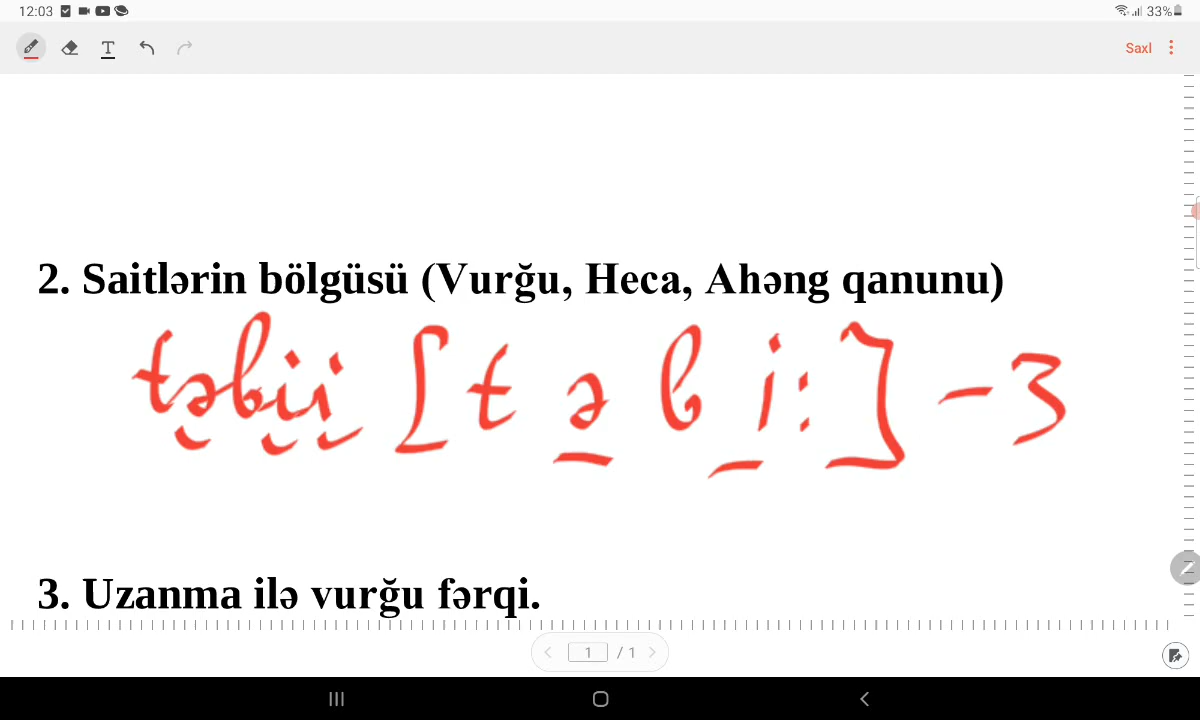 12:03
33%
T
Saxl
2. Saitlərin bölgüsü (Vurğu, Heca, Ahəng qanunu)
təbii [t ə b i:] - 3
3. Uzanma ilə vurğu fərqi.
1 / 1